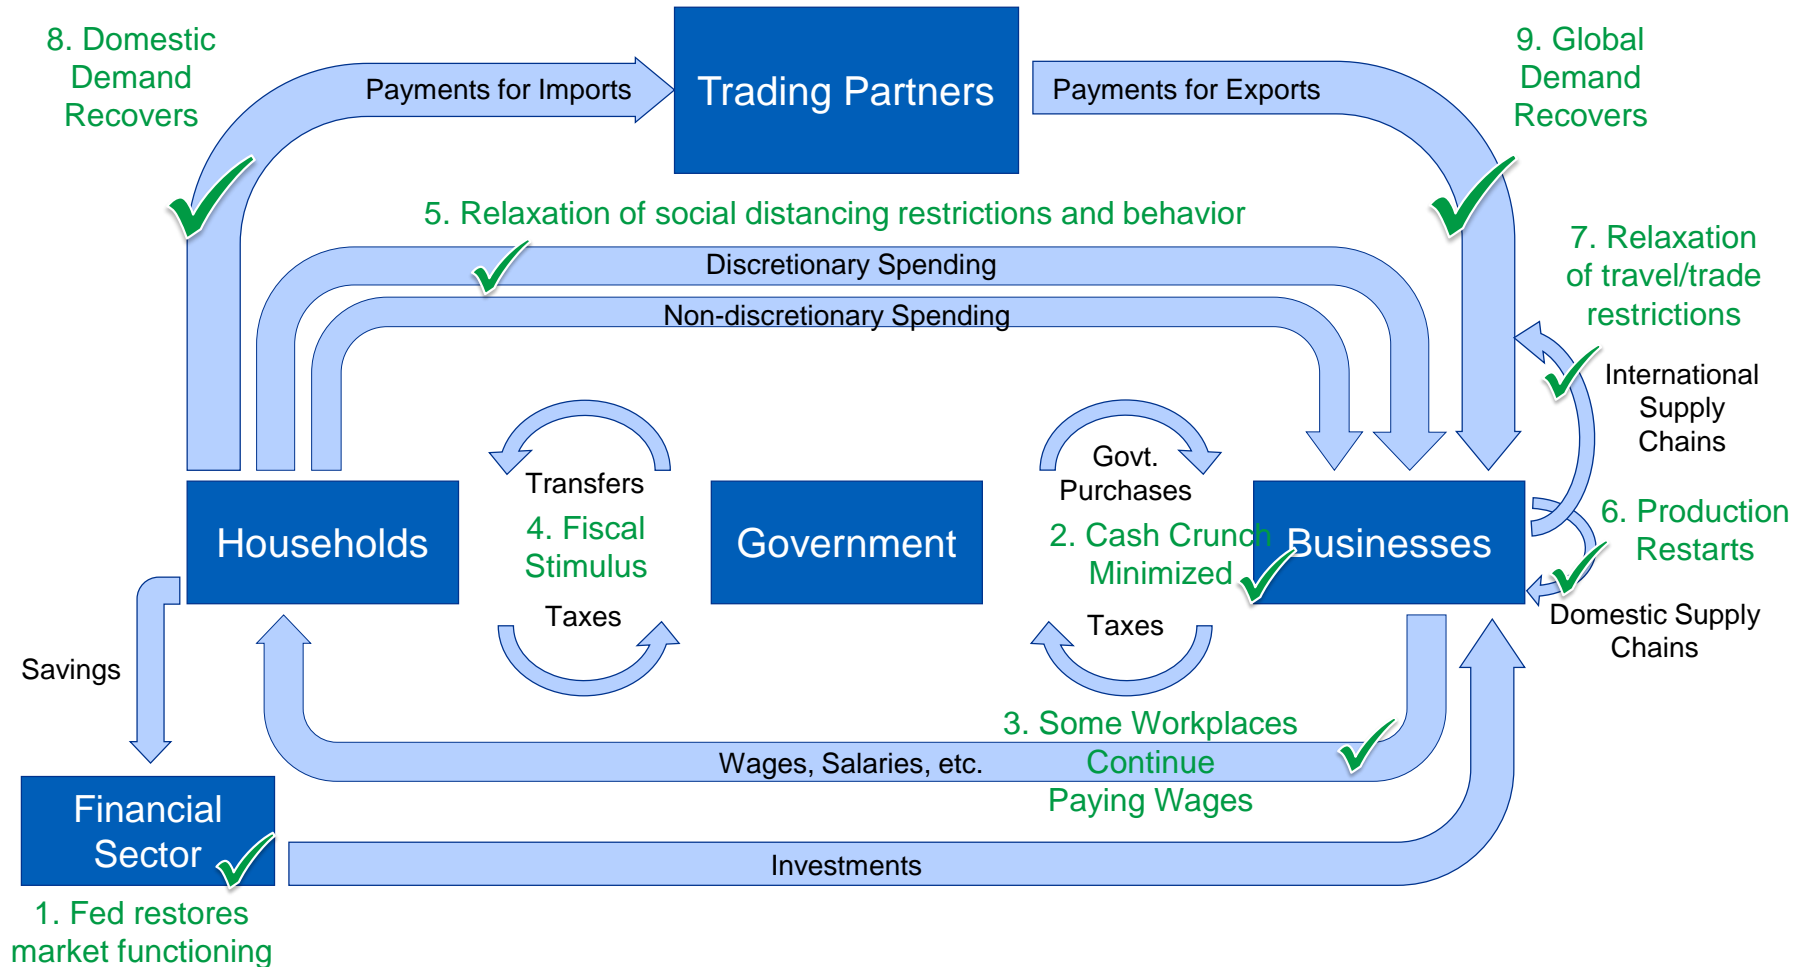 8. Domestic
Demand
Recovers
Payments for Imports
Trading Partners
Payments for Exports
9. Global
Demand
Recovers
5. Relaxation of social distancing restrictions and behavior
Discretionary Spending
Non-discretionary Spending
7. Relaxation
of travel/trade
restrictions
International
Supply
Chains
Transfers
4. Fiscal
Stimulus
Taxes
Govt.
Purchases
2. Cash Crunch
Minimized
Taxes
Households
Government
Businesses
6. Production
Restarts
Domestic Supply
Chains
Savings
3. Some Workplaces
Continue
Paying Wages
Wages, Salaries, etc.
Financial
Sector
Investments
1. Fed restores
market functioning